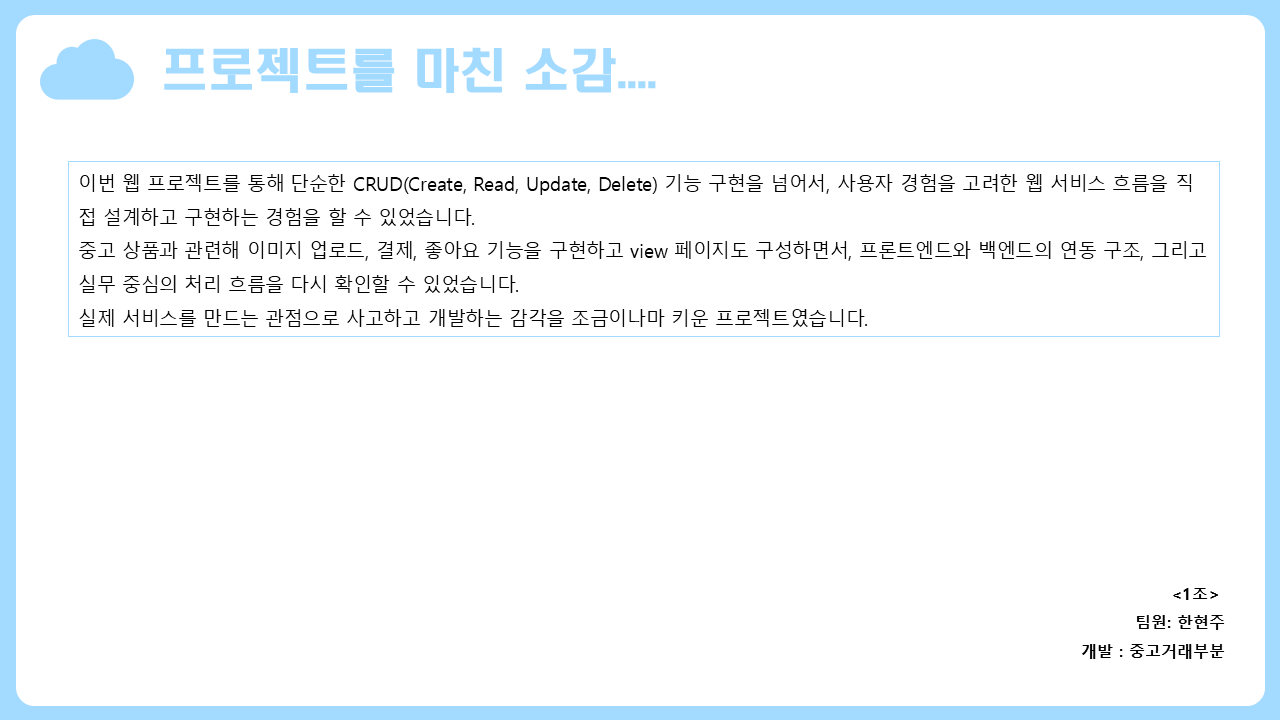 프로젝트를 마친 소감....
이번 웹 프로젝트를 통해 단순한 CRUD(Create, Read, Update, Delete) 기능 구현을 넘어서, 사용자 경험을 고려한 웹 서비스 흐름을 직
접 설계하고 구현하는 경험을 할 수 있었습니다.
중고 상품과 관련해 이미지 업로드, 결제, 좋아요 기능을 구현하고 view 페이지도 구성하면서, 프론트엔드와 백엔드의 연동 구조, 그리고
실무 중심의 처리 흐름을 다시 확인할 수 있었습니다.
실제 서비스를 만드는 관점으로 사고하고 개발하는 감각을 조금이나마 키운 프로젝트였습니다.
<1조>
팀원: 한현주
개발 : 중고거래부분